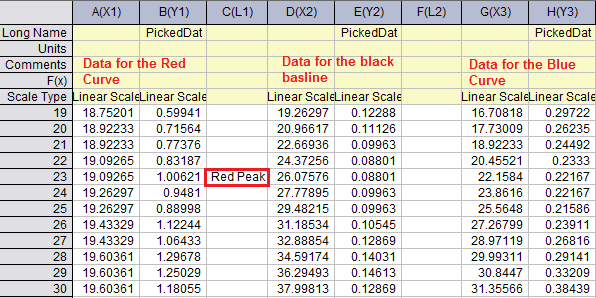 A(X1) B(Y1) C(L1) D(X2) E(Y2) F(L2) G(X3) H(Y3)
Long Name PickedDat PickedDat PickedDat
Units
Comments Data for the Red Curve Data for the black basline Data for the Blue Curve
F(x)
Scale Type Linear Scale Linear Scale Linear Scale Linear Scale Linear Scale Linear Scale
19 18.75201 0.59941 19.26297 0.12288 16.70818 0.29722
20 18.92233 0.71564 20.96617 0.11126 17.73009 0.26235
21 18.92233 0.77376 22.66936 0.09963 18.92233 0.24492
22 19.09265 0.83187 24.37256 0.08801 20.45521 0.2333
23 19.09265 1.00621 Red Peak 26.07576 0.08801 22.1584 0.22167
24 19.26297 0.9481 27.77895 0.09963 23.8616 0.22167
25 19.26297 0.88998 29.48215 0.09963 25.5648 0.21586
26 19.43329 1.12244 31.18534 0.10545 27.26799 0.23911
27 19.43329 1.06433 32.88854 0.12869 28.97119 0.26816
28 19.60361 1.29678 34.59174 0.14031 29.99311 0.29141
29 19.60361 1.25029 36.29493 0.14613 30.8447 0.33209
30 19.60361 1.18055 37.99813 0.12869 31.35566 0.38439